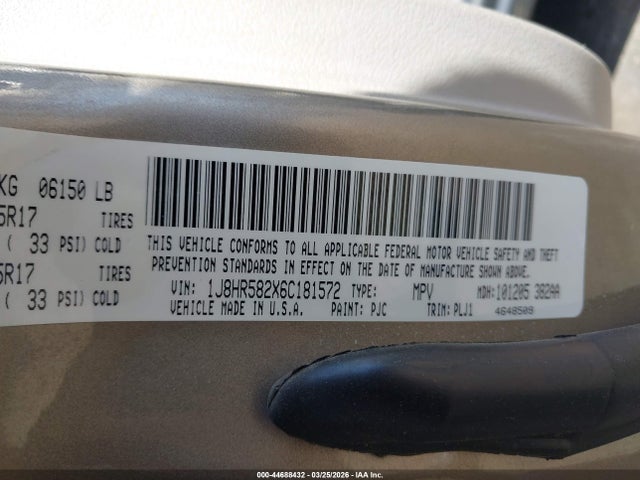 KG 06150 LB
5R17 TIRES
( 33 PSI) COLD
5R17 TIRES
( 33 PSI) COLD
THIS VEHICLE CONFORMS TO ALL APPLICABLE FEDERAL MOTOR VEHICLE SAFETY AND THEFT
PREVENTION STANDARDS IN EFFECT ON THE DATE OF MANUFACTURE SHOWN ABOVE.
VIN: 1J8HR582X6C181572 TYPE: MPV MDH: 101205 382AA
VEHICLE MADE IN U.S.A. PAINT: PJC TRIM: PLJ1 4648508
000-44688432 - 03/25/2026 - IAA Inc.